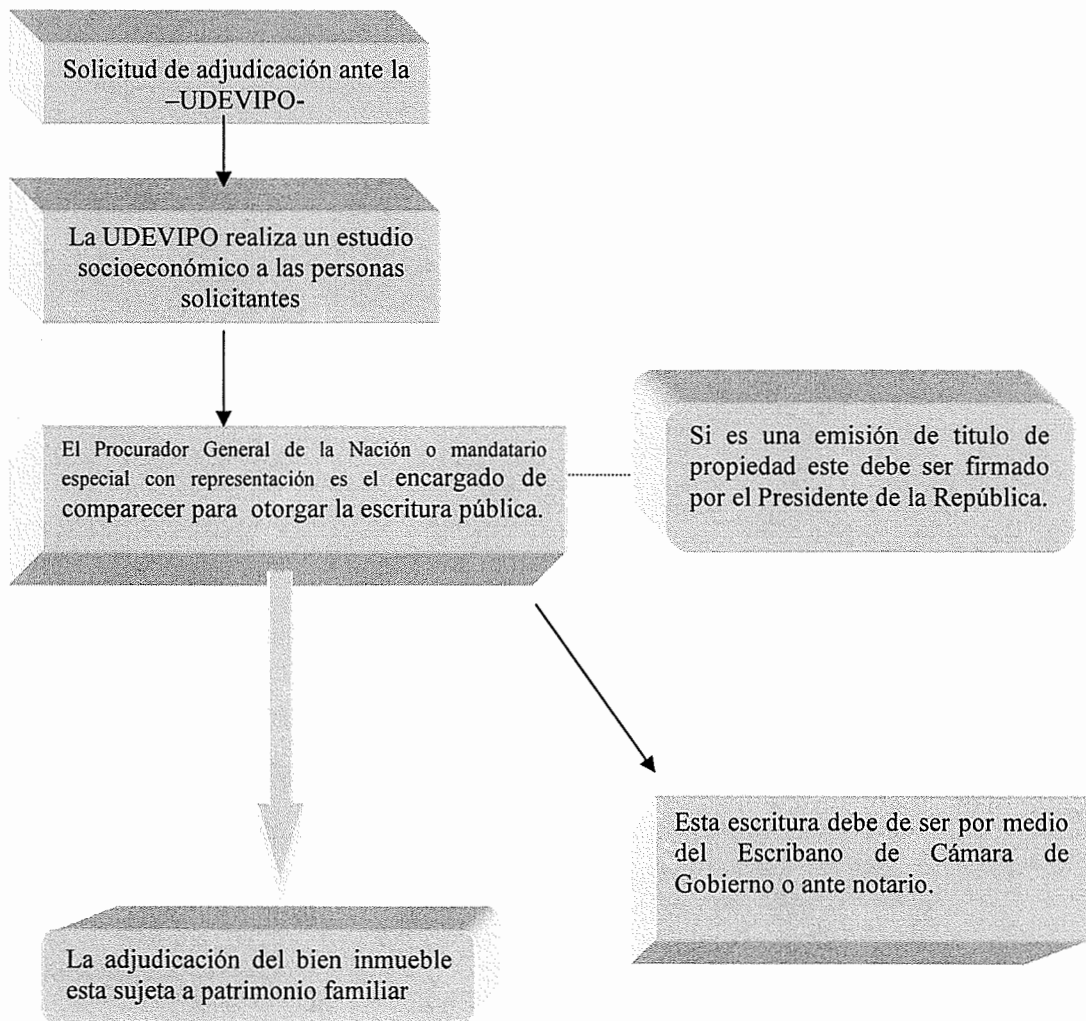 Solicitud de adjudicación ante la
–UDEVIPO-
La UDEVIPO realiza un estudio
socioeconómico a las personas
solicitantes
El Procurador General de la Nación o mandatario
especial con representación es el encargado de
comparecer para otorgar la escritura pública.
Si es una emisión de titulo de
propiedad este debe ser firmado
por el Presidente de la República.
Esta escritura debe de ser por medio
del Escribano de Cámara de
Gobierno o ante notario.
La adjudicación del bien inmueble
esta sujeta a patrimonio familiar